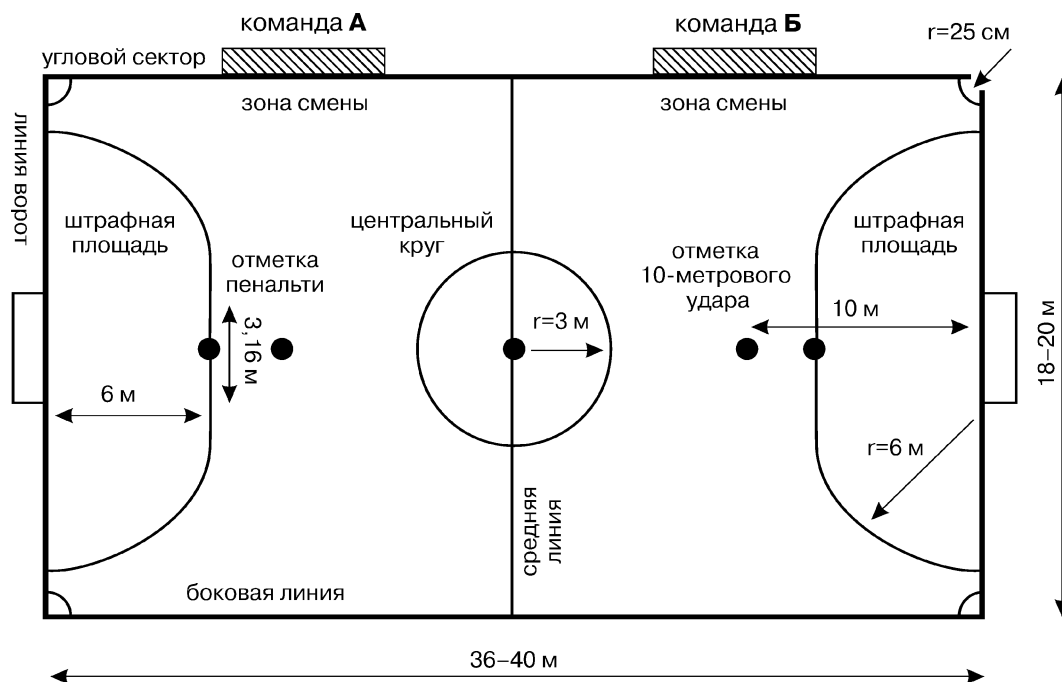 команда А
команда Б
r=25 см
угловой сектор
зона смены
зона смены
линия ворот
штрафная
площадь
центральный
круг
штрафная
площадь
отметка
пенальти
отметка
10-метрового
удара
3,16 м
r=3 м
10 м
18–20 м
6 м
r=6 м
средняя
линия
боковая линия
36–40 м